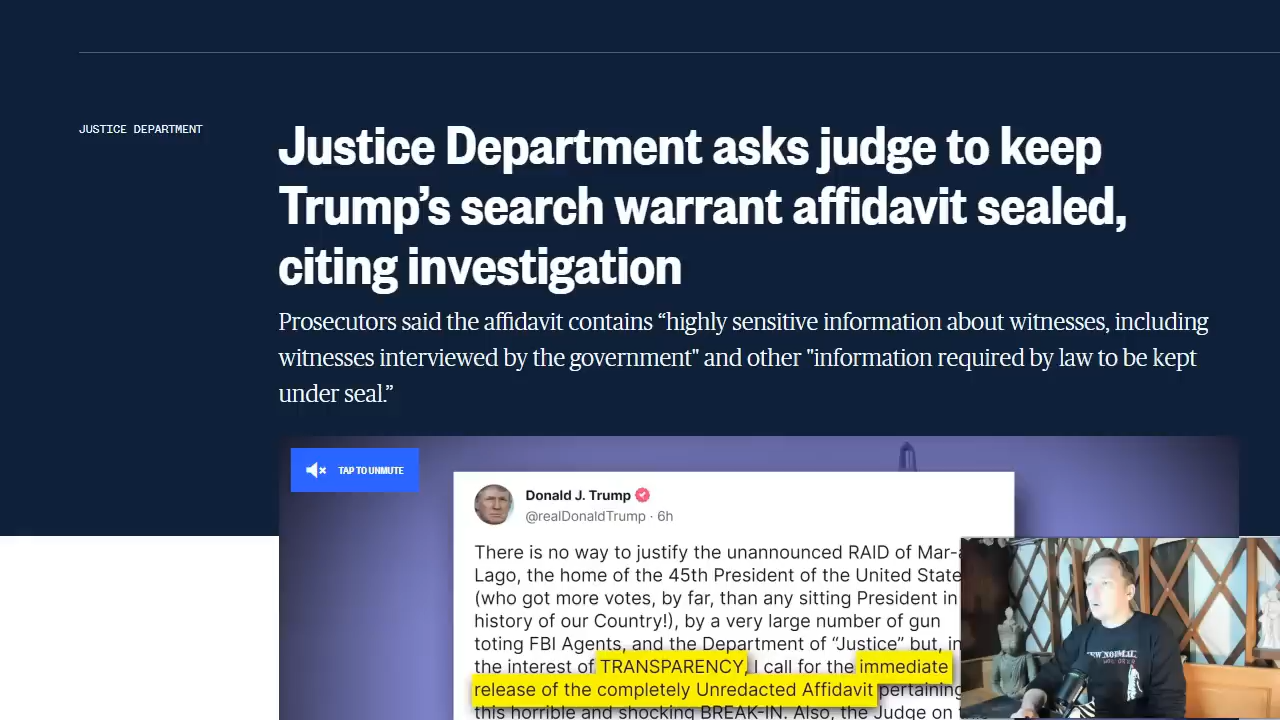 JUSTICE DEPARTMENT
Justice Department asks judge to keep
Trump’s search warrant affidavit sealed,
citing investigation
Prosecutors said the affidavit contains “highly sensitive information about witnesses, including
witnesses interviewed by the government" and other "information required by law to be kept
under seal.”
TAP TO UNMUTE
Donald J. Trump
@realDonaldTrump · 6h
There is no way to justify the unannounced RAID of Mar-a
Lago, the home of the 45th President of the United State
(who got more votes, by far, than any sitting President in
history of our Country!), by a very large number of gun
toting FBI Agents, and the Department of “Justice” but, in
the interest of TRANSPARENCY, I call for the immediate
release of the completely Unredacted Affidavit pertaining
this horrible and shocking BREAK-IN. Also, the Judge on